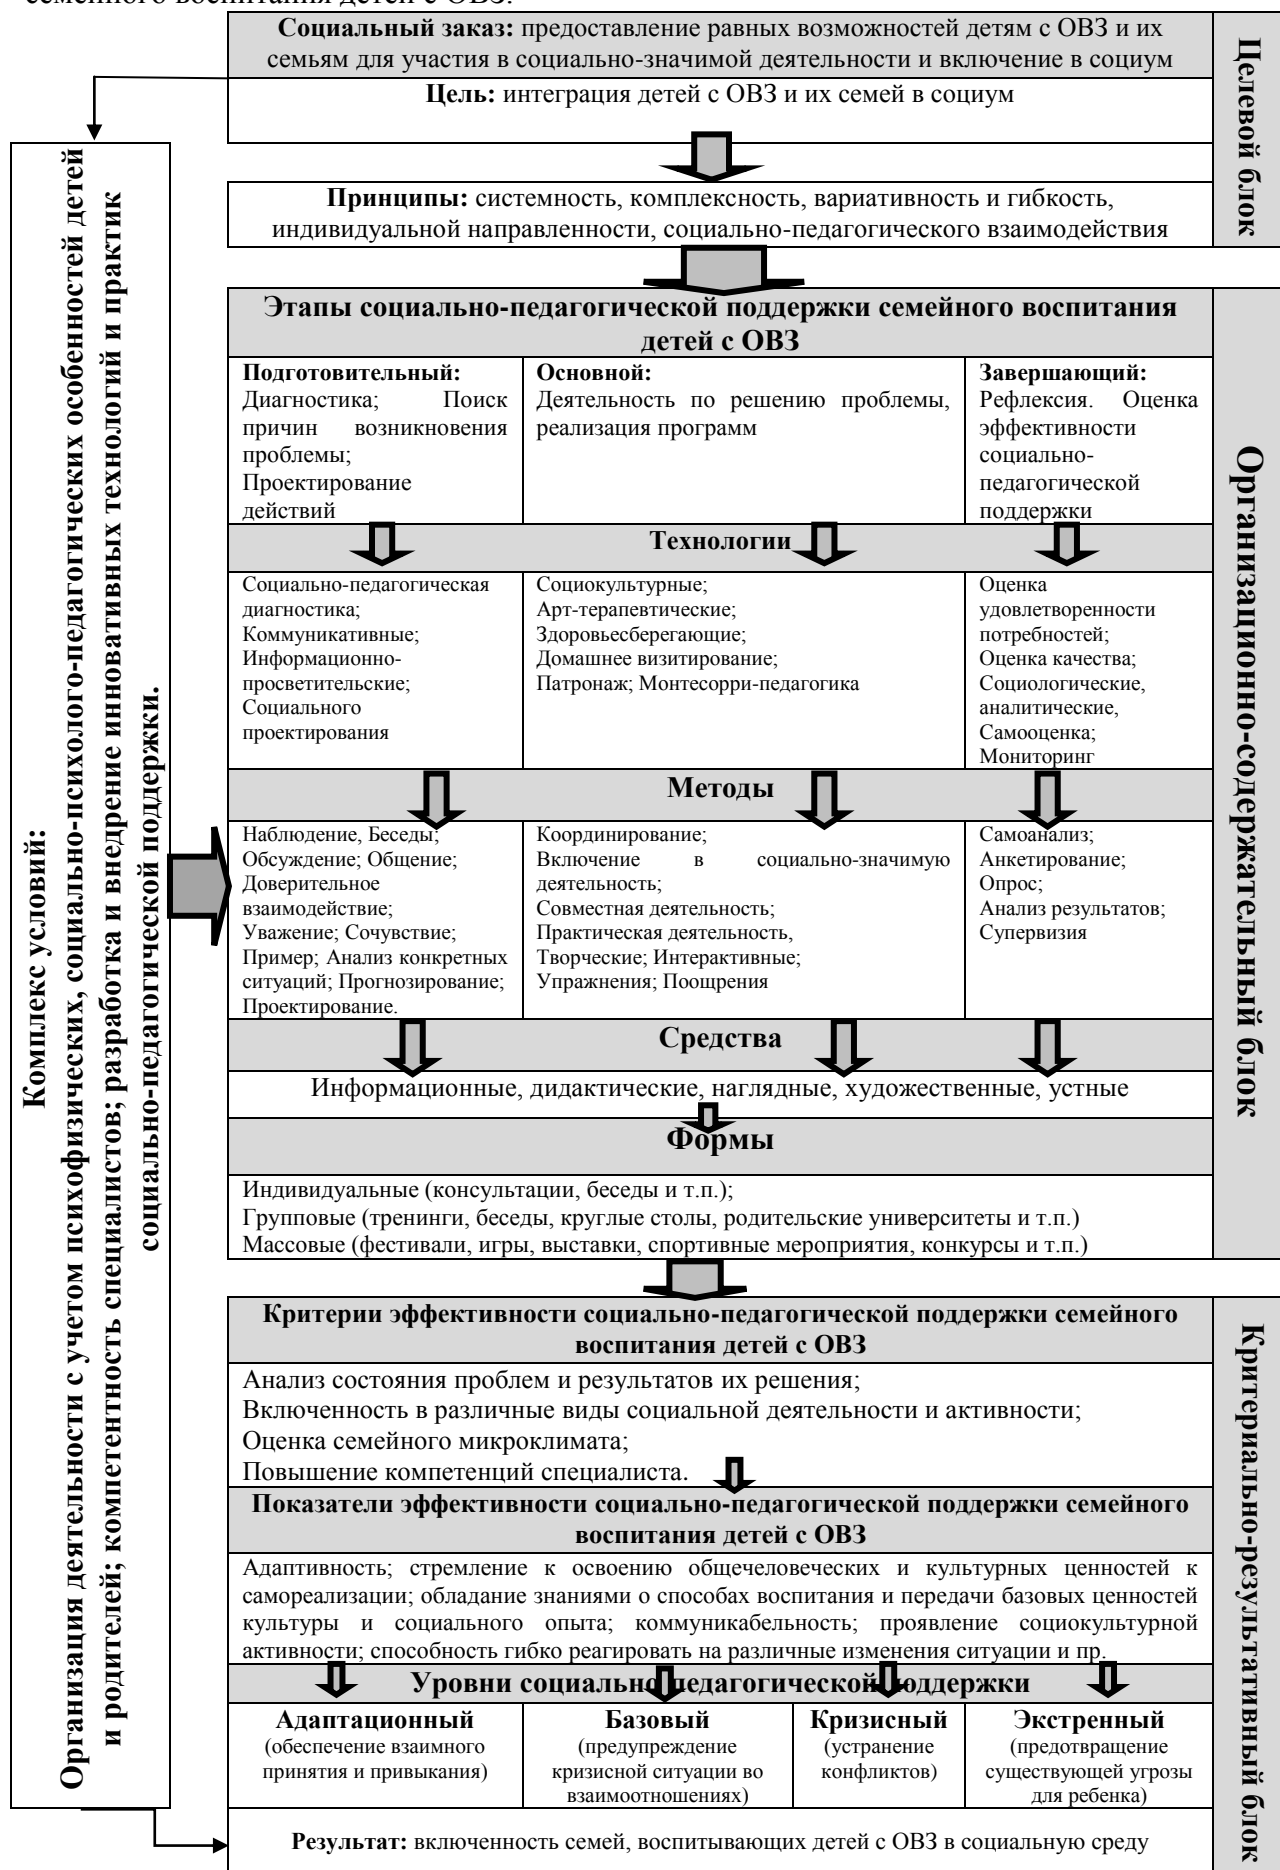 семейного воспитания детей с ОВЗ.
Социальный заказ: предоставление равных возможностей детям с ОВЗ и их
семьям для участия в социально-значимой деятельности и включение в социум
Цель: интеграция детей с ОВЗ и их семей в социум
Принципы: системность, комплексность, вариативность и гибкость,
индивидуальной направленности, социально-педагогического взаимодействия
Целевой блок
Комплекс условий:
Организация деятельности с учетом психофизических, социально-психолого-педагогических особенностей детей
и родителей; компетентность специалистов; разработка и внедрение инновативных технологий и практик
социально-педагогической поддержки.
Этапы социально-педагогической поддержки семейного воспитания
детей с ОВЗ
Подготовительный:
Диагностика; Поиск
причин возникновения
проблемы;
Проектирование
действий
Основной:
Деятельность по решению проблемы,
реализация программ
Завершающий:
Рефлексия. Оценка
эффективности
социально-
педагогической
поддержки
Технологии
Социально-педагогическая
диагностика;
Коммуникативные;
Информационно-
просветительские;
Социального
проектирования
Социокультурные;
Арт-терапевтические;
Здоровьесберегающие;
Домашнее визитирование;
Патронаж; Монтесорри-педагогика
Оценка
удовлетворенности
потребностей;
Оценка качества;
Социологические,
аналитические,
Самооценка;
Мониторинг
Методы
Наблюдение, Беседы;
Обсуждение; Общение;
Доверительное
взаимодействие;
Уважение; Сочувствие;
Пример; Анализ конкретных
ситуаций; Прогнозирование;
Проектирование.
Координирование;
Включение в социально-значимую
деятельность;
Совместная деятельность;
Практическая деятельность,
Творческие; Интерактивные;
Упражнения; Поощрения
Самоанализ;
Анкетирование;
Опрос;
Анализ результатов;
Супервизия
Средства
Информационные, дидактические, наглядные, художественные, устные
Формы
Индивидуальные (консультации, беседы и т.п.);
Групповые (тренинги, беседы, круглые столы, родительские университеты и т.п.)
Массовые (фестивали, игры, выставки, спортивные мероприятия, конкурсы и т.п.)
Организационно-содержательный блок
Критерии эффективности социально-педагогической поддержки семейного
воспитания детей с ОВЗ
Анализ состояния проблем и результатов их решения;
Включенность в различные виды социальной деятельности и активности;
Оценка семейного микроклимата;
Повышение компетенций специалиста.
Показатели эффективности социально-педагогической поддержки семейного
воспитания детей с ОВЗ
Адаптивность; стремление к освоению общечеловеческих и культурных ценностей к
самореализации; обладание знаниями о способах воспитания и передачи базовых ценностей
культуры и социального опыта; коммуникабельность; проявление социокультурной
активности; способность гибко реагировать на различные изменения ситуации и пр.
Уровни социально-педагогической поддержки
Адаптационный
(обеспечение взаимного
принятия и привыкания)
Базовый
(предупреждение
кризисной ситуации во
взаимоотношениях)
Кризисный
(устранение
конфликтов)
Экстренный
(предотвращение
существующей угрозы
для ребенка)
Результат: включенность семей, воспитывающих детей с ОВЗ в социальную среду
Критериально-результативный блок